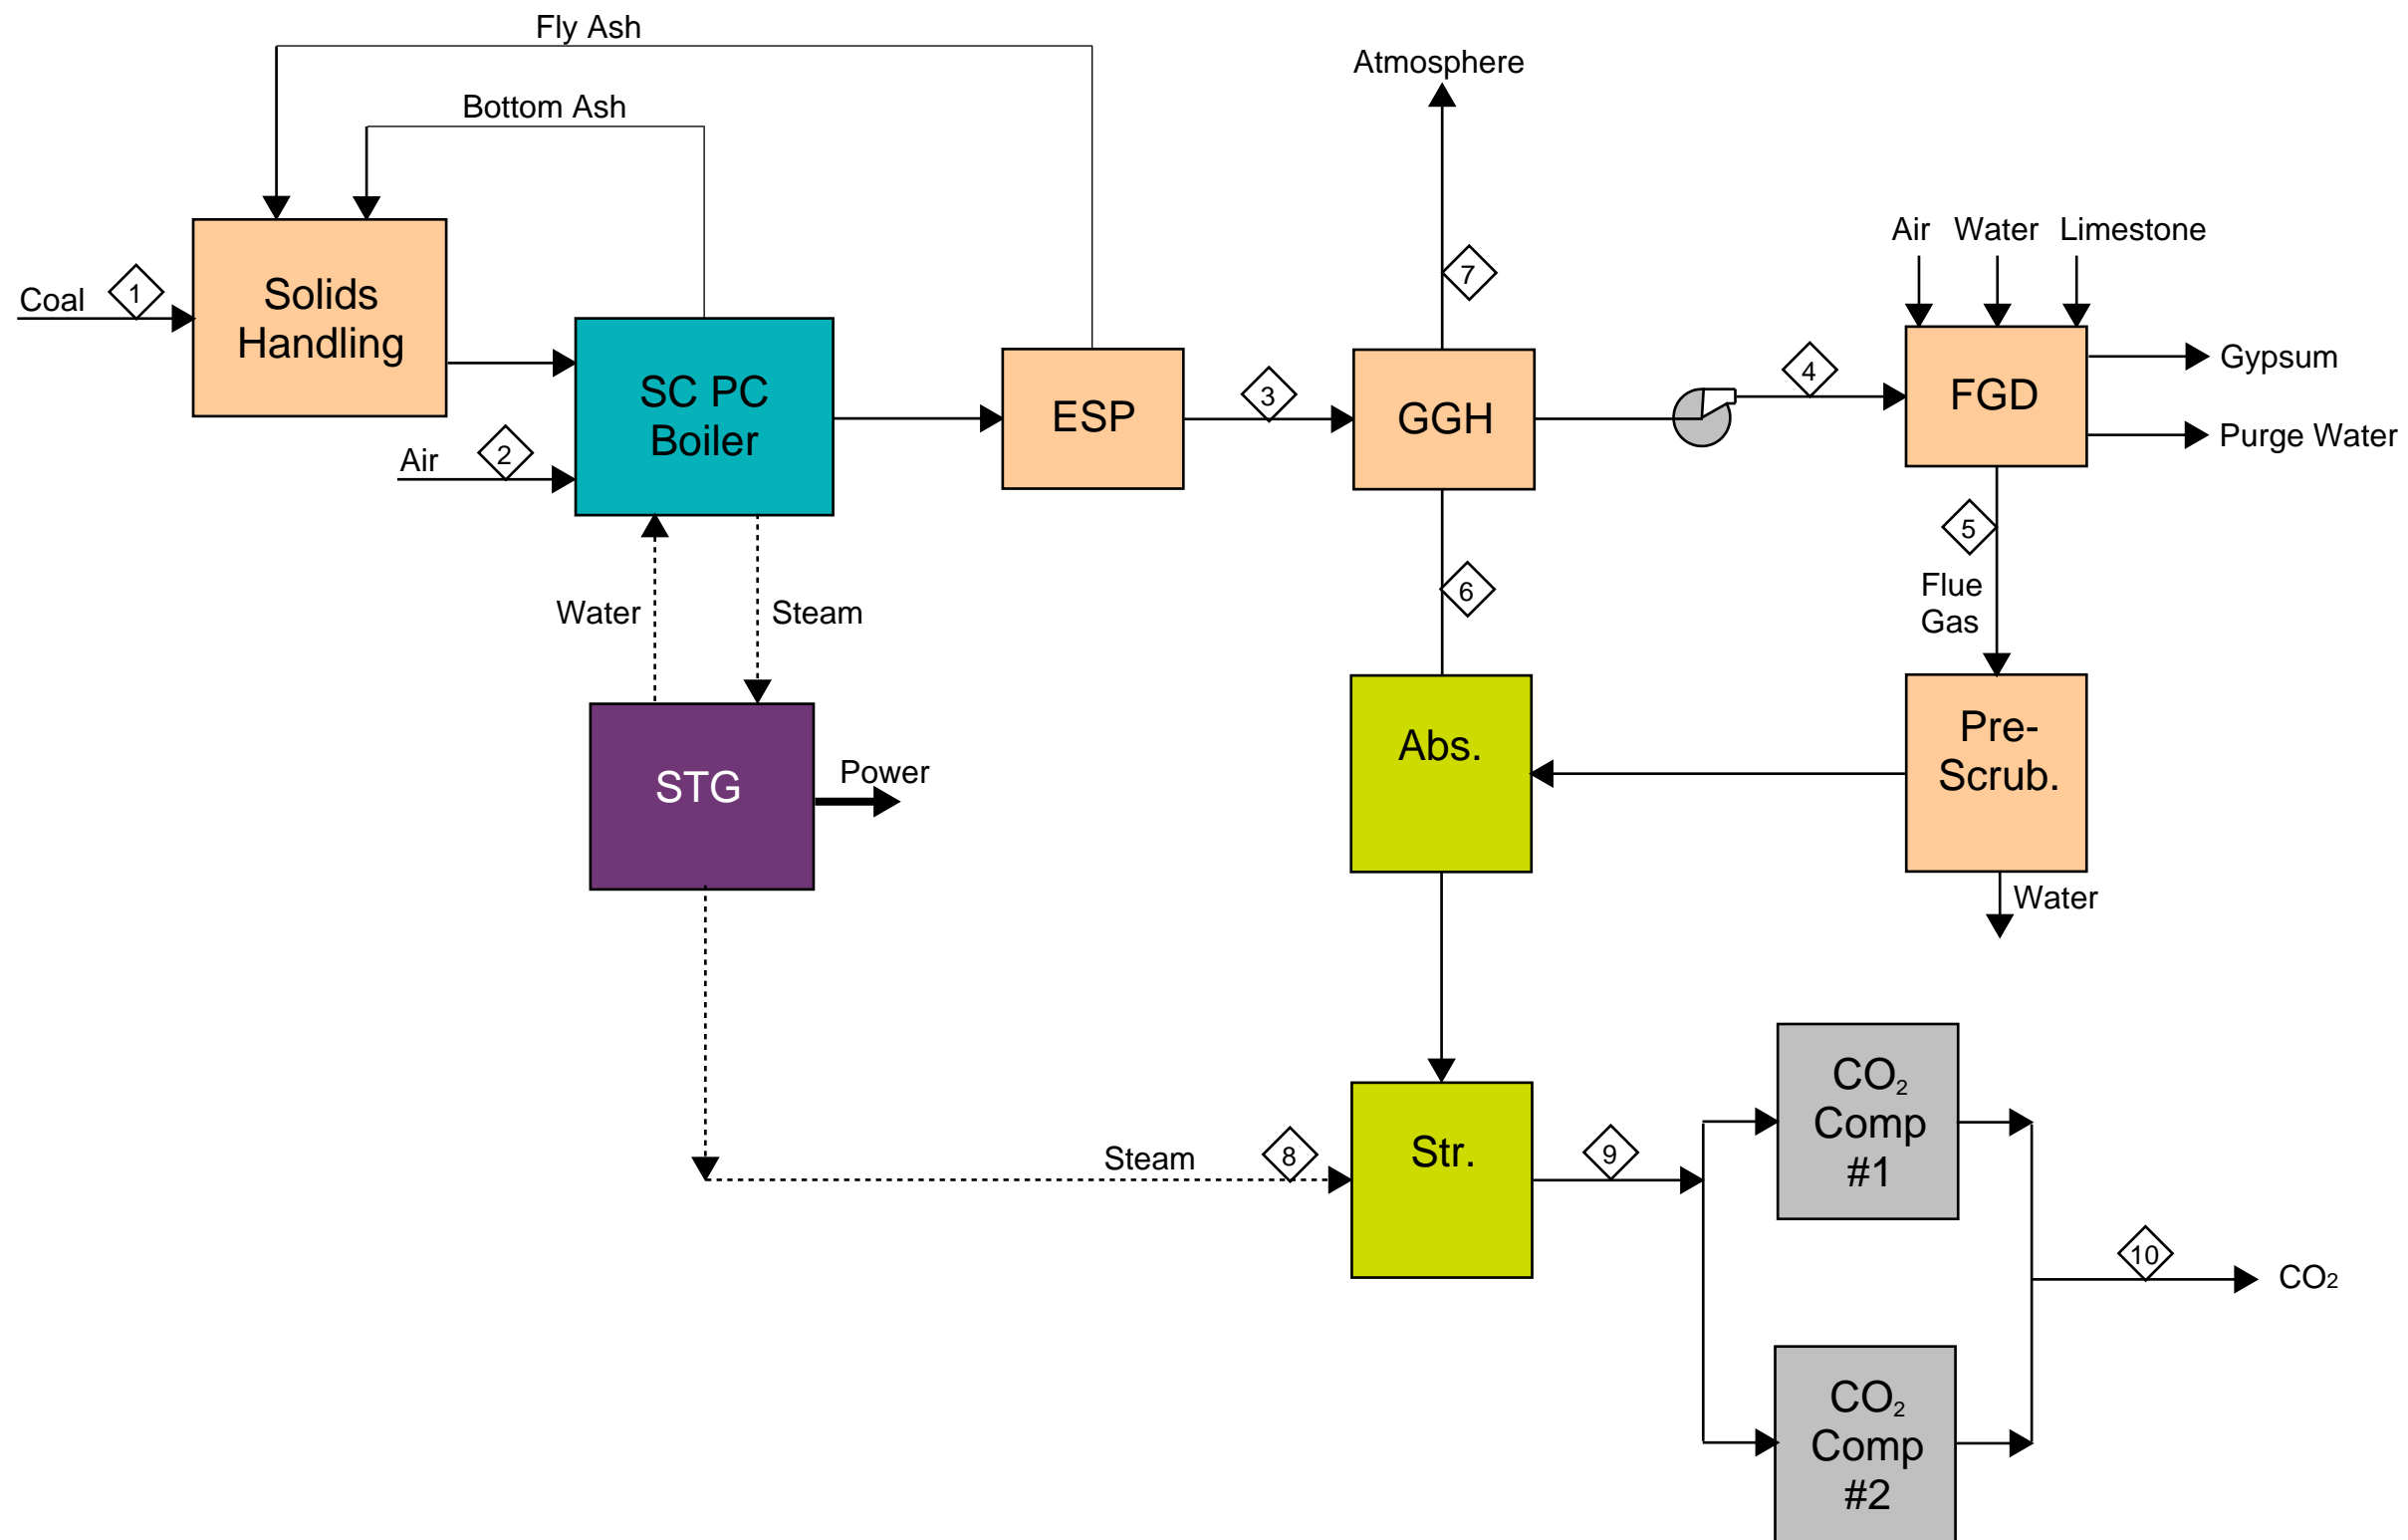 Fly Ash
Atmosphere
Bottom Ash
Air
Water
Limestone
Coal
1
Solids
Handling
7
SC PC
Boiler
Air
2
ESP
3
GGH
4
FGD
Gypsum
Purge Water
5
Flue
Gas
6
Water
Steam
STG
Power
Abs.
Pre-
Scrub.
Water
Steam
8
Str.
9
CO₂
Comp
#1
10
CO₂
CO₂
Comp
#2